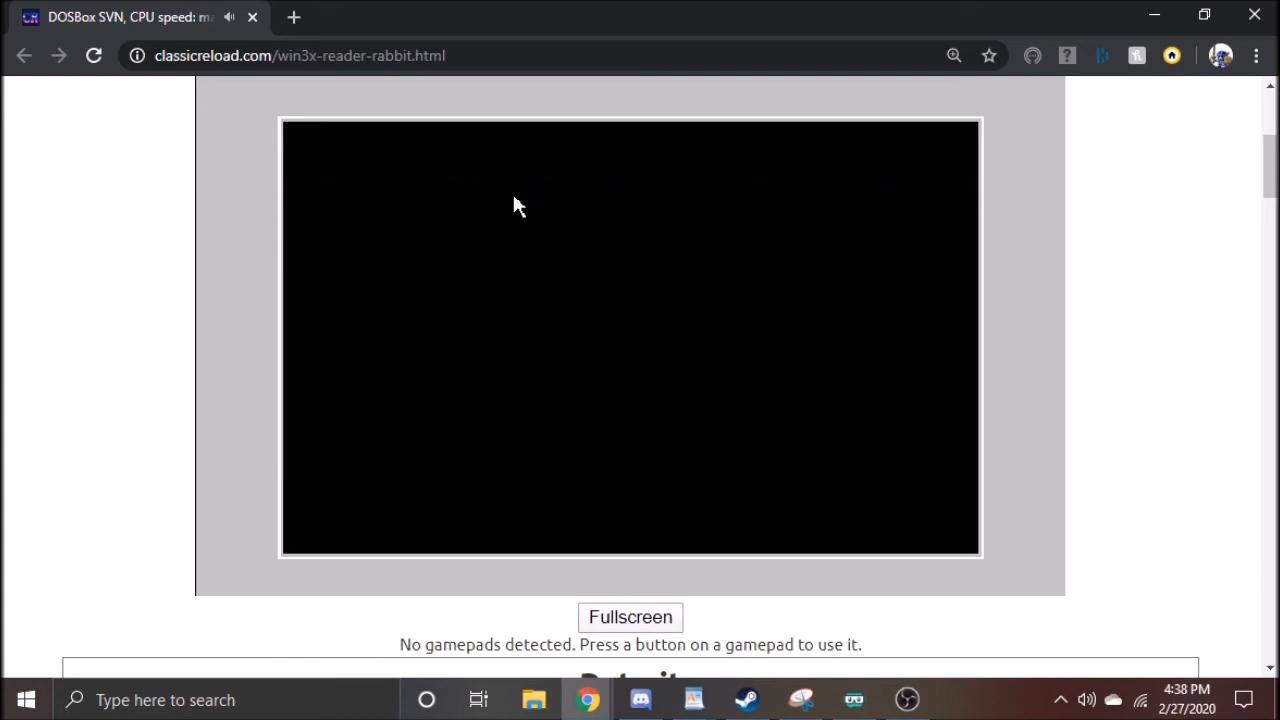 DOSBox SVN, CPU speed: ma
classicreload.com/win3x-reader-rabbit.html
Fullscreen
No gamepads detected. Press a button on a gamepad to use it.
Type here to search
4:38 PM
2/27/2020